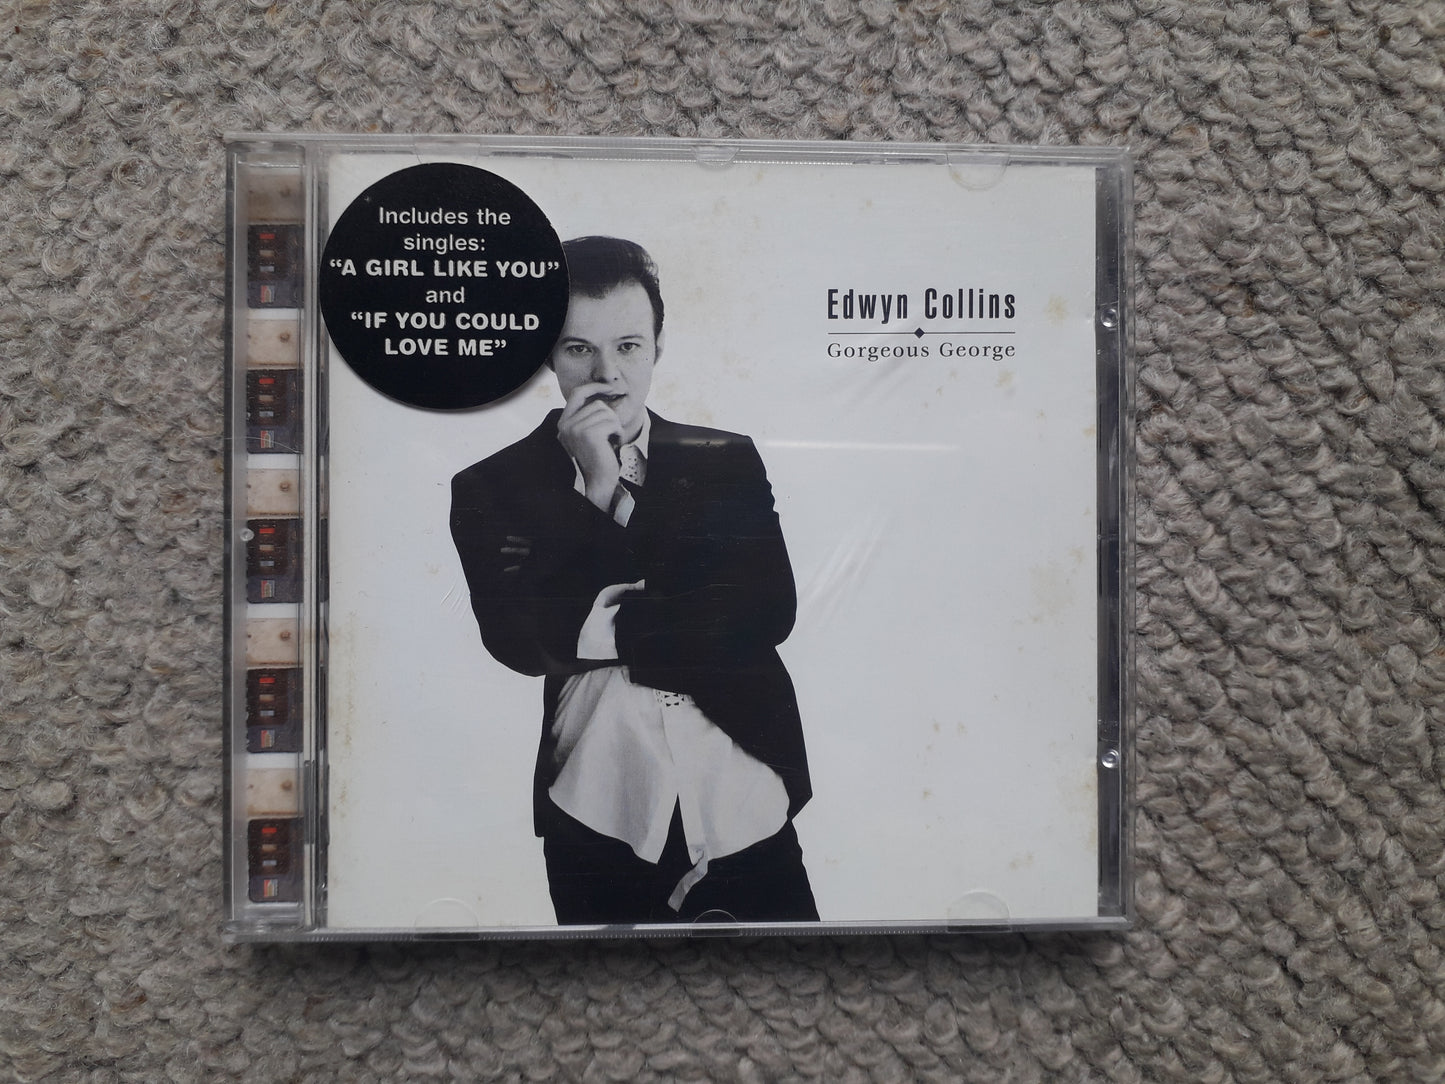 Includes the
singles:
“A GIRL LIKE YOU”
and
“IF YOU COULD
LOVE ME”
Edwyn Collins
Gorgeous George